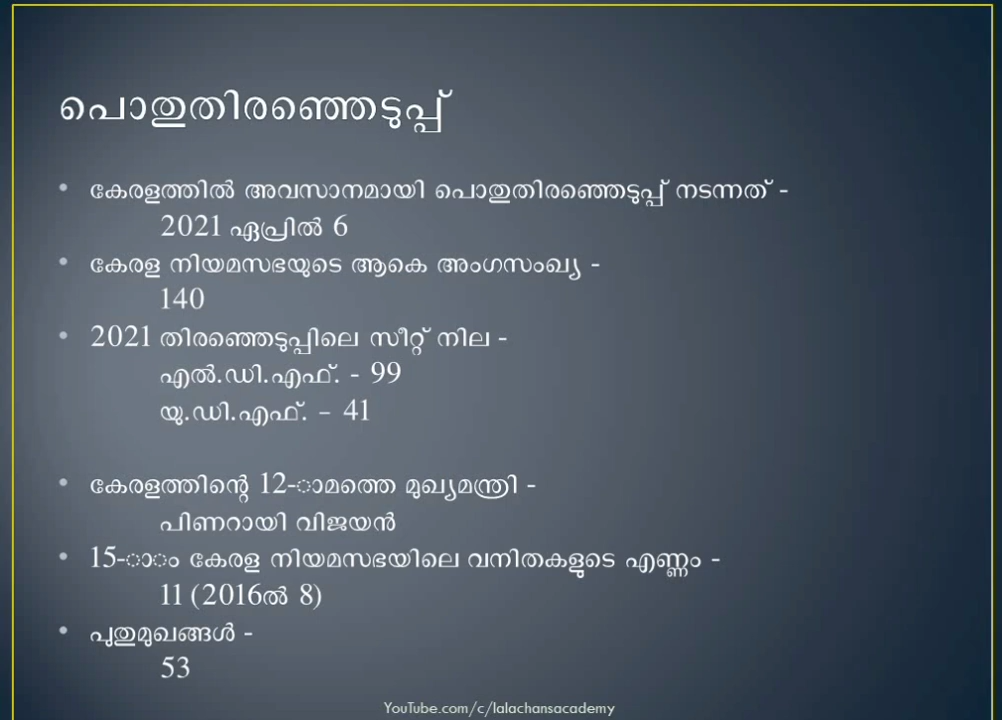 പൊതുതിരഞ്ഞെടുപ്പ്
• കേരളത്തിൽ അവസാനമായി പൊതുതിരഞ്ഞെടുപ്പ് നടന്നത് -
2021 ഏപ്രിൽ 6
• കേരള നിയമസഭയുടെ ആകെ അംഗസംഖ്യ -
140
• 2021 തിരഞ്ഞെടുപ്പിലെ സീറ്റ് നില -
എൽ.ഡി.എഫ്. - 99
യു.ഡി.എഫ്. – 41
• കേരളത്തിന്റെ 12-ാമത്തെ മുഖ്യമന്ത്രി -
പിണറായി വിജയൻ
• 15-ാം കേരള നിയമസഭയിലെ വനിതകളുടെ എണ്ണം -
11 (2016ൽ 8)
• പുതുമുഖങ്ങൾ -
53
YouTube.com/c/lalachansacademy